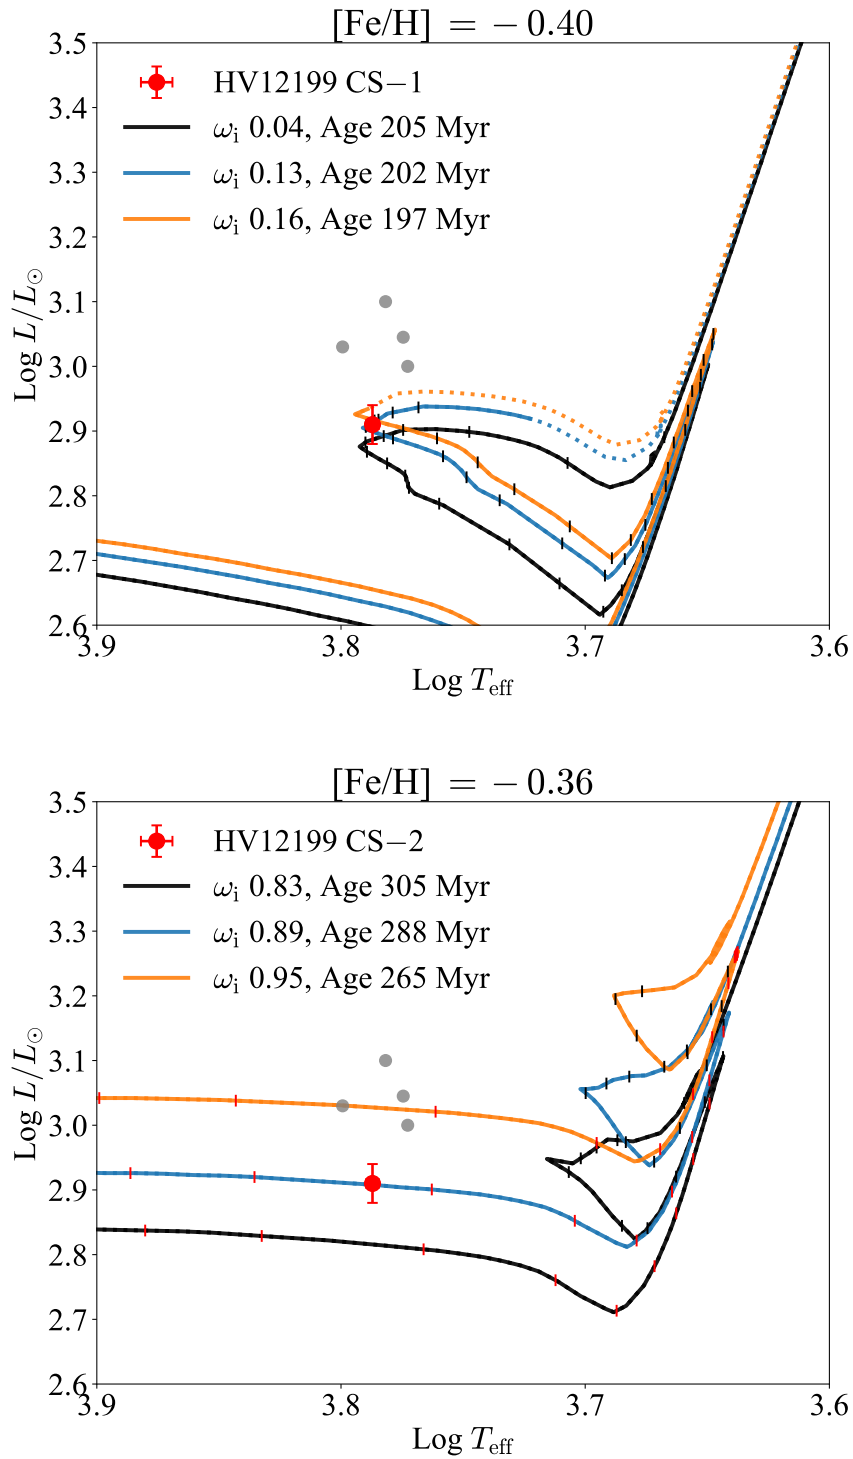 [Fe/H] = −0.40
3.5
3.4
3.3
3.2
3.1
3.0
2.9
2.8
2.7
2.6
Log L/L⊙
HV12199 CS−1
ωi 0.04, Age 205 Myr
ωi 0.13, Age 202 Myr
ωi 0.16, Age 197 Myr
3.9 3.8 3.7 3.6
Log Teff
[Fe/H] = −0.36
3.5
3.4
3.3
3.2
3.1
3.0
2.9
2.8
2.7
2.6
Log L/L⊙
HV12199 CS−2
ωi 0.83, Age 305 Myr
ωi 0.89, Age 288 Myr
ωi 0.95, Age 265 Myr
3.9 3.8 3.7 3.6
Log Teff